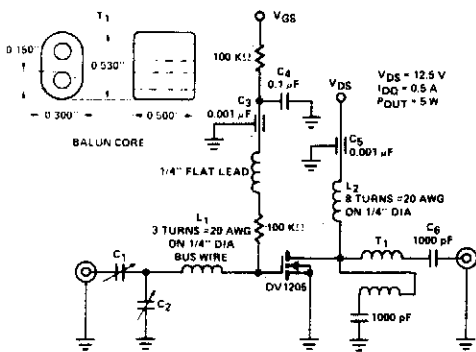 T1
0.150"
0.530"
0.300"
0.500"
BALUN CORE
VGS
100 KΩ
C4
0.1 µF
C3
0.001 µF
1/4" FLAT LEAD
VDS
VDS = 12.5 V
IDQ = 0.5 A
POUT = 5 W
C5
0.001 µF
L2
8 TURNS =20 AWG
ON 1/4" DIA
L1
3 TURNS =20 AWG
ON 1/4" DIA
BUS WIRE
100 KΩ
C1
C2
DV1205
T1
C6
1000 pF
1000 pF